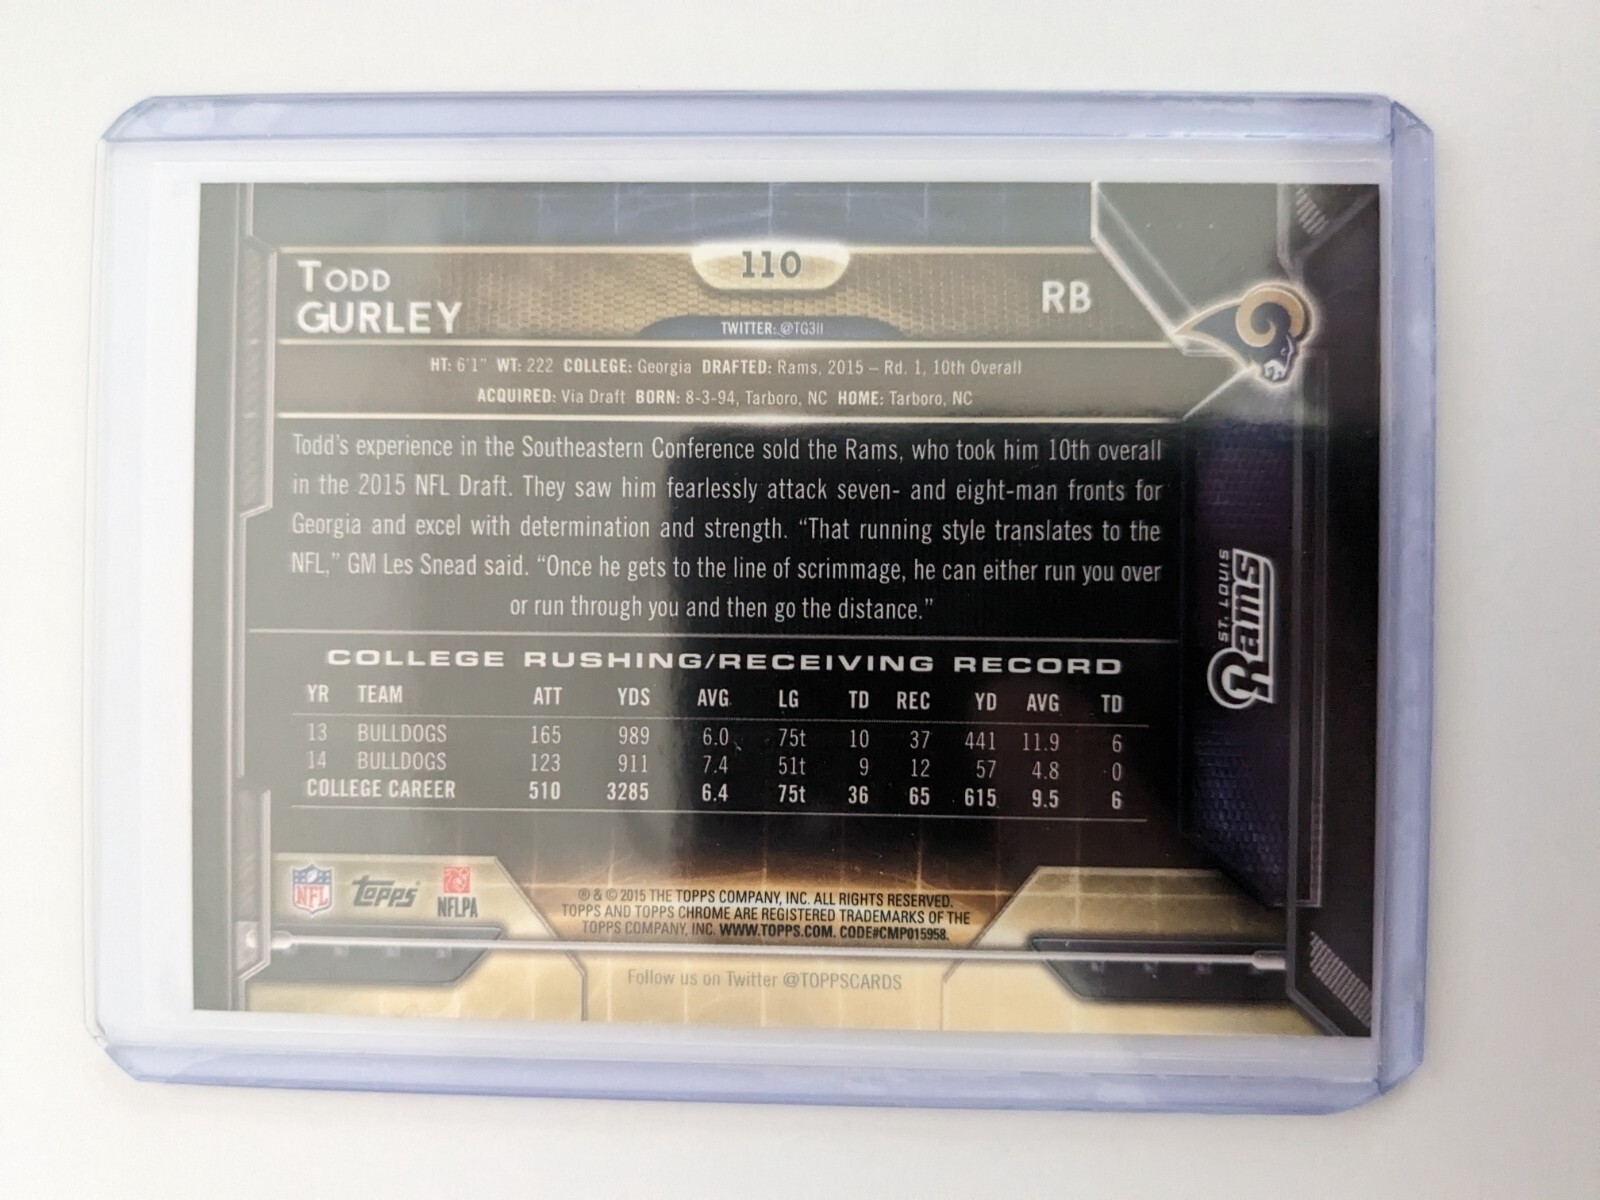 110
TODD
GURLEY
RB
TWITTER: @TG3II
HT: 6'1" WT: 222 COLLEGE: Georgia DRAFTED: Rams, 2015 – Rd. 1, 10th Overall
ACQUIRED: Via Draft BORN: 8-3-94, Tarboro, NC HOME: Tarboro, NC
Todd's experience in the Southeastern Conference sold the Rams, who took him 10th overall
in the 2015 NFL Draft. They saw him fearlessly attack seven- and eight-man fronts for
Georgia and excel with determination and strength. “That running style translates to the
NFL,” GM Les Snead said. “Once he gets to the line of scrimmage, he can either run you over
or run through you and then go the distance.”
ST. LOUIS
Rams
COLLEGE RUSHING/RECEIVING RECORD
YR TEAM ATT YDS AVG LG TD REC YD AVG TD
13 BULLDOGS 165 989 6.0 75t 10 37 441 11.9 6
14 BULLDOGS 123 911 7.4 51t 9 12 57 4.8 0
COLLEGE CAREER 510 3285 6.4 75t 36 65 615 9.5 6
NFL Topps NFLPA
® & © 2015 THE TOPPS COMPANY, INC. ALL RIGHTS RESERVED.
TOPPS AND TOPPS CHROME ARE REGISTERED TRADEMARKS OF THE
TOPPS COMPANY, INC. WWW.TOPPS.COM. CODE#CMP015958.
Follow us on Twitter @TOPPSCARDS